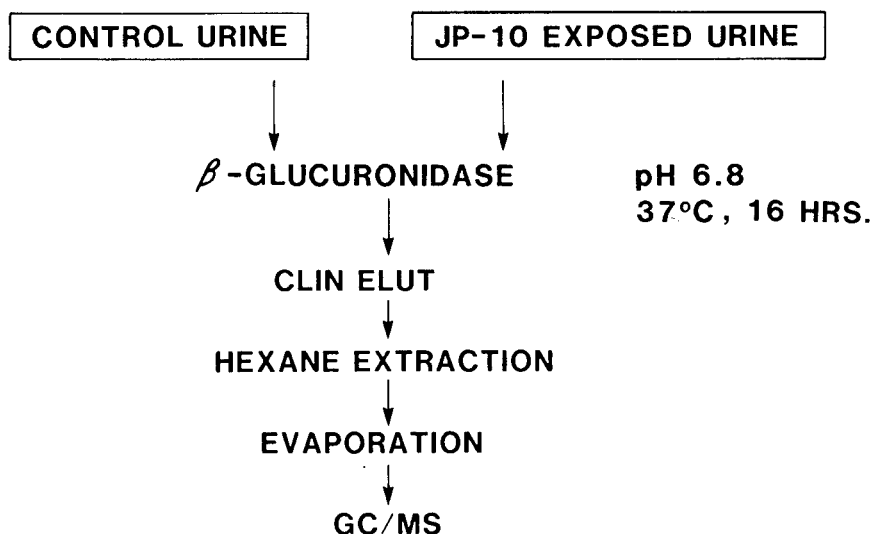 CONTROL URINE
JP-10 EXPOSED URINE
β-GLUCURONIDASE
pH 6.8
37°C, 16 HRS.
CLIN ELUT
HEXANE EXTRACTION
EVAPORATION
GC/MS